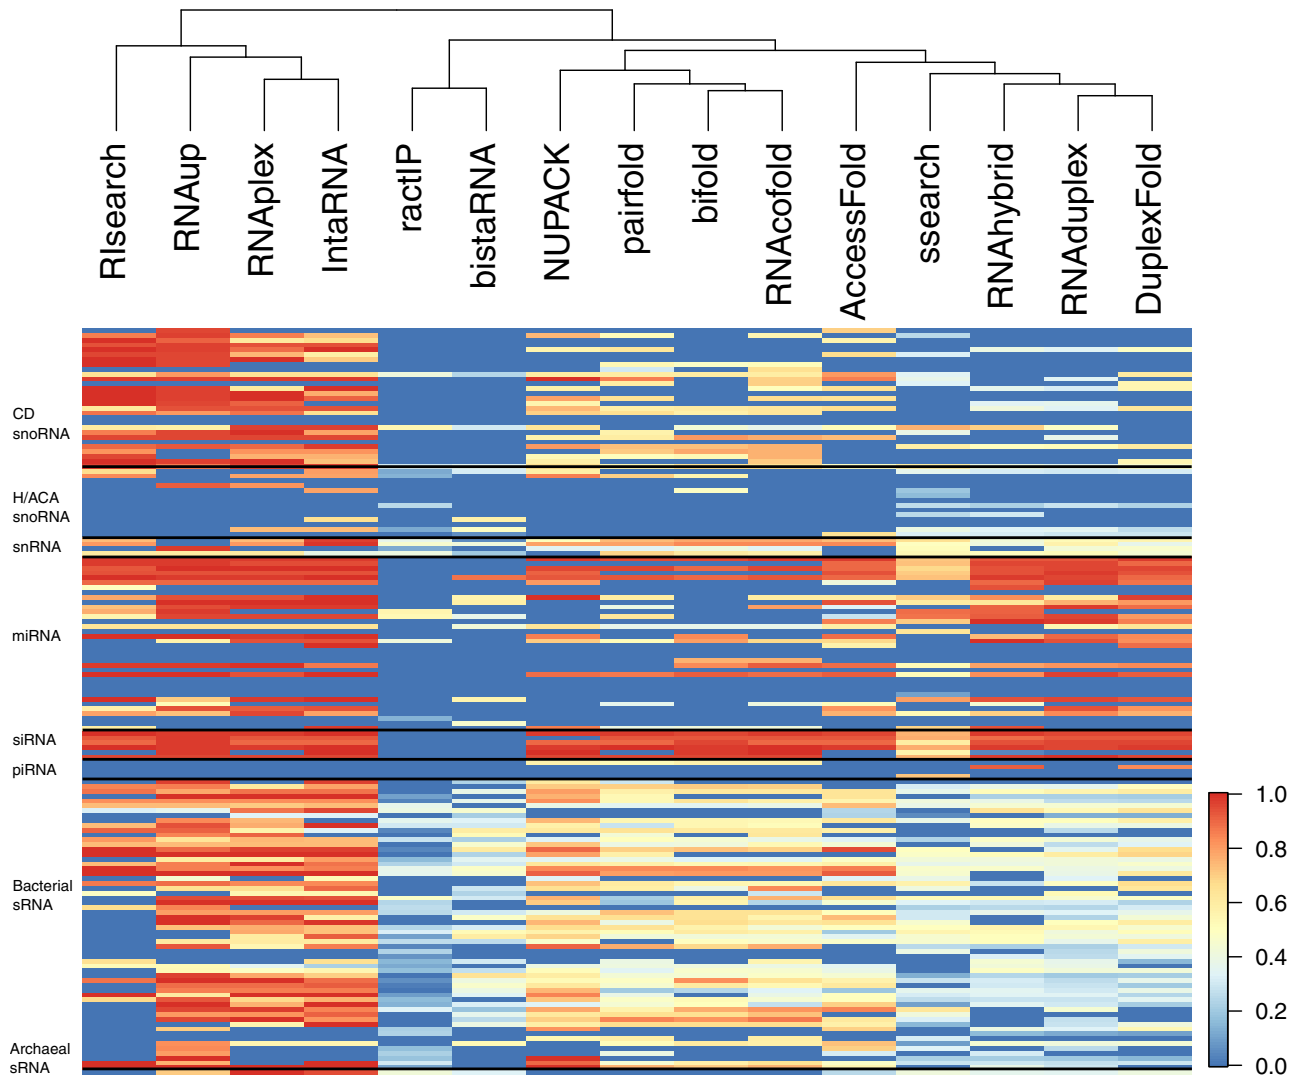 RIsearch
RNAup
RNAplex
IntaRNA
ractIP
bistaRNA
NUPACK
pairfold
bifold
RNAcofold
AccessFold
ssearch
RNAhybrid
RNAduplex
DuplexFold
CD
snoRNA
H/ACA
snoRNA
snRNA
miRNA
siRNA
piRNA
Bacterial
sRNA
Archaeal
sRNA
1.0
0.8
0.6
0.4
0.2
0.0